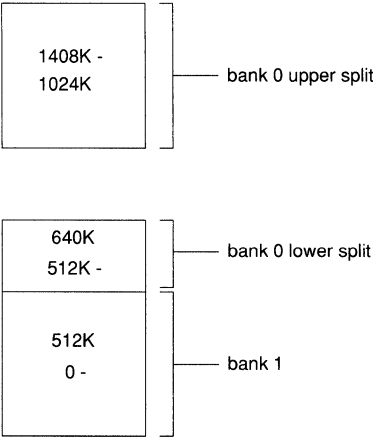 1408K -
1024K
bank 0 upper split
640K
512K -
bank 0 lower split
512K
0 -
bank 1